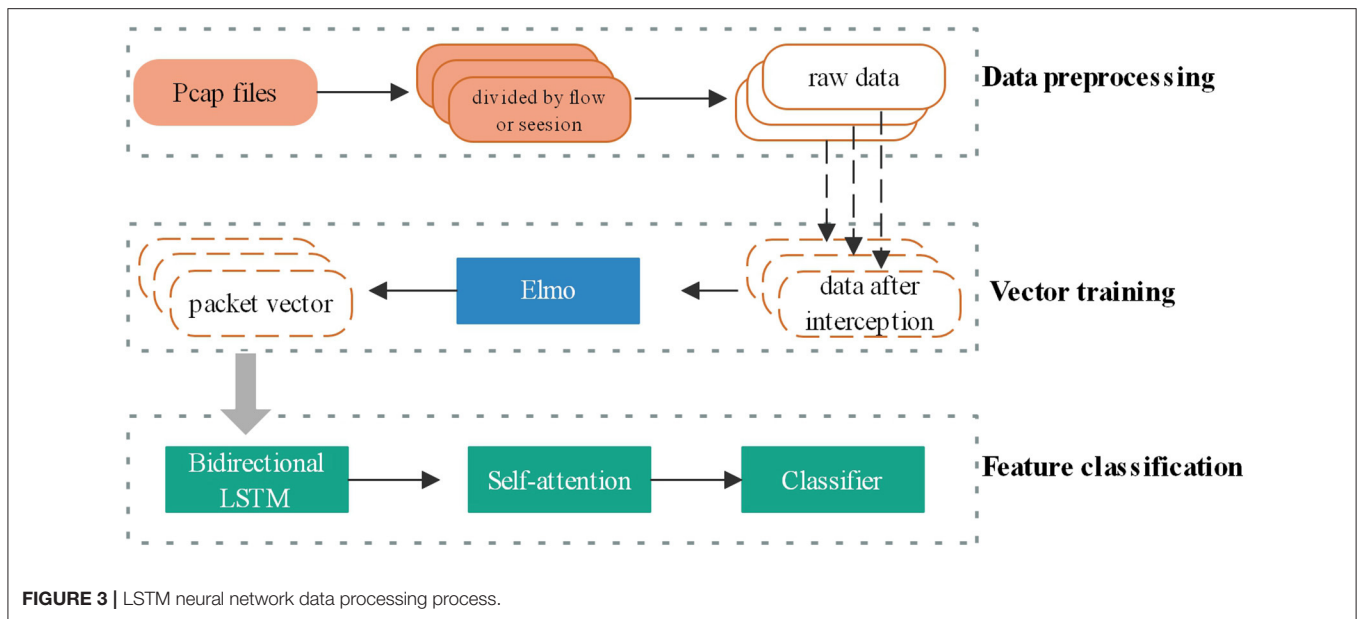 Pcap files
divided by flow
or seesion
raw data
Data preprocessing
packet vector
Elmo
data after
interception
Vector training
Bidirectional
LSTM
Self-attention
Classifier
Feature classification
FIGURE 3 | LSTM neural network data processing process.